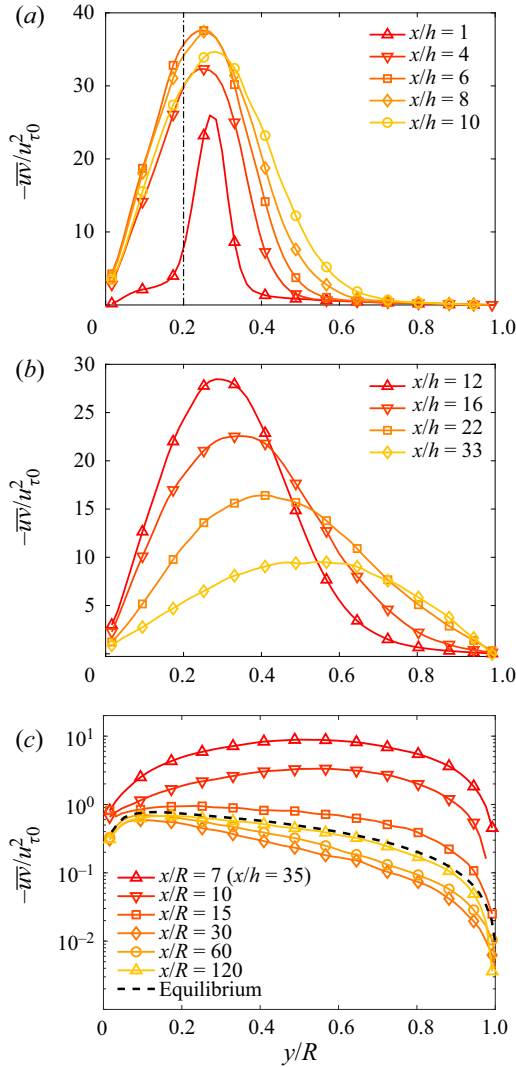 (a)
40
30
20
10
0
−u̅v̅/u²τ0
x/h = 1
x/h = 4
x/h = 6
x/h = 8
x/h = 10
0 0.2 0.4 0.6 0.8 1.0
(b)
30
25
20
15
10
5
−u̅v̅/u²τ0
x/h = 12
x/h = 16
x/h = 22
x/h = 33
0 0.2 0.4 0.6 0.8 1.0
(c)
10¹
10⁰
10⁻¹
10⁻²
−u̅v̅/u²τ0
x/R = 7 (x/h = 35)
x/R = 10
x/R = 15
x/R = 30
x/R = 60
x/R = 120
Equilibrium
0 0.2 0.4 0.6 0.8 1.0
y/R